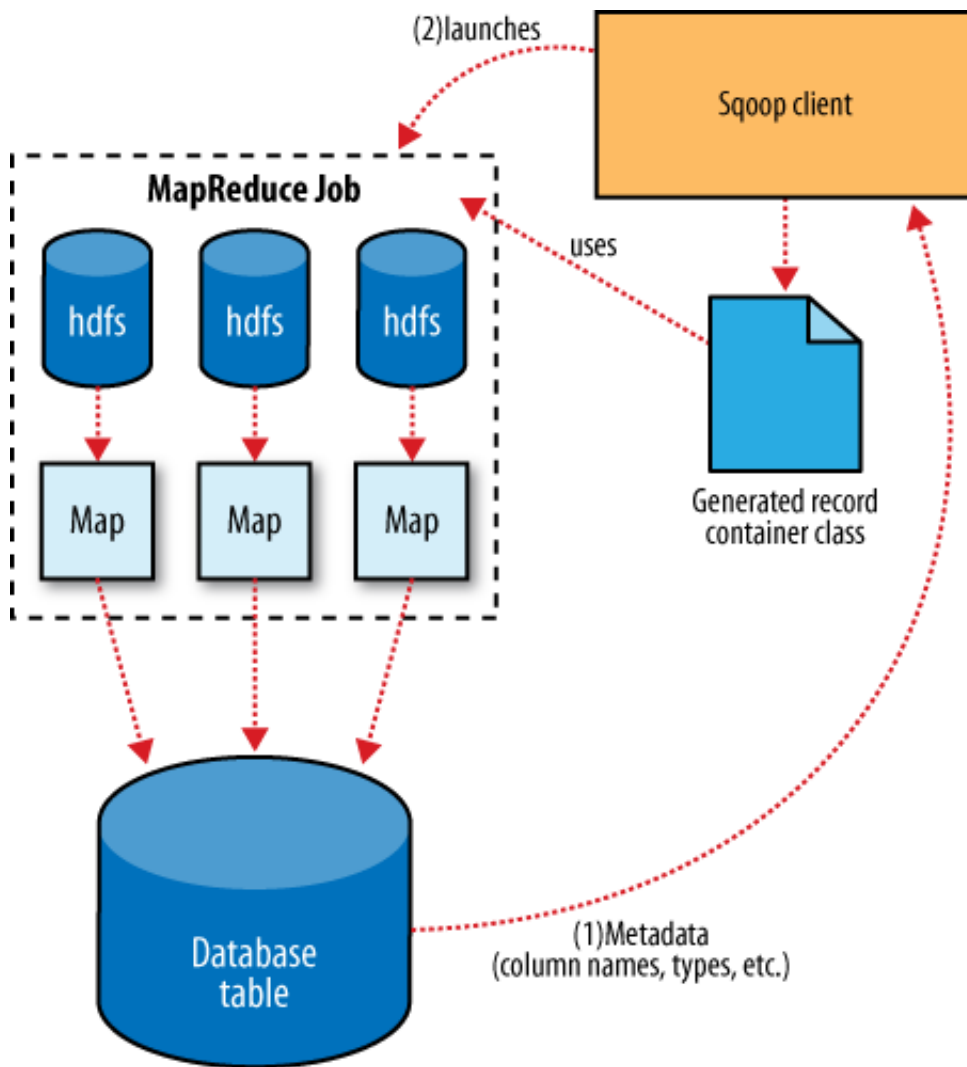 (2)launches
Sqoop client
MapReduce Job
uses
hdfs
hdfs
hdfs
Map
Map
Map
Generated record
container class
(1)Metadata
(column names, types, etc.)
Database
table